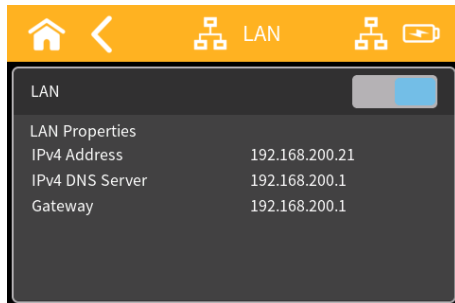 LAN
LAN
LAN Properties
IPv4 Address 192.168.200.21
IPv4 DNS Server 192.168.200.1
Gateway 192.168.200.1